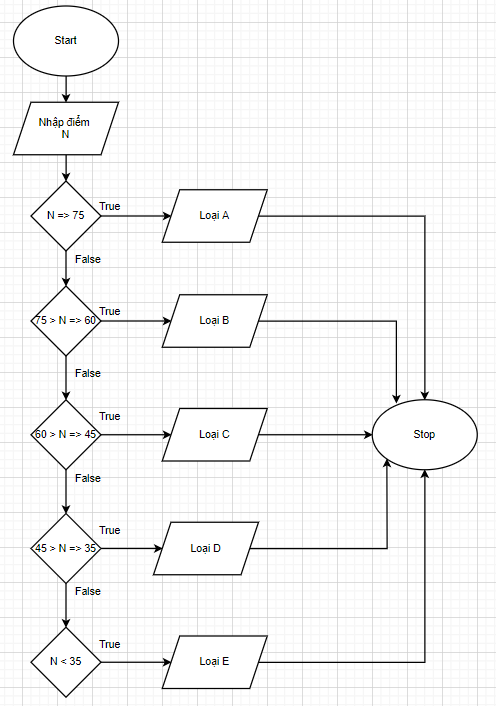 Start
Nhập điểm
N
N => 75
True
Loại A
False
75 > N => 60
True
Loại B
False
60 > N => 45
True
Loại C
Stop
False
45 > N => 35
True
Loại D
False
N < 35
True
Loại E